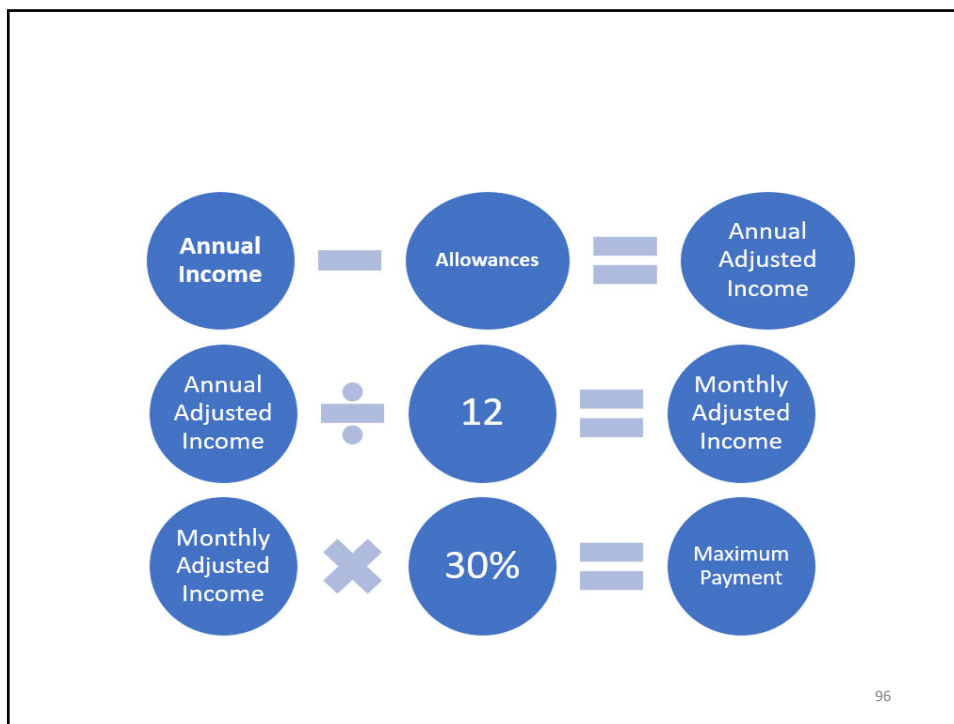 Annual
Income
Allowances
Annual
Adjusted
Income
Annual
Adjusted
Income
12
Monthly
Adjusted
Income
Monthly
Adjusted
Income
30%
Maximum
Payment
96